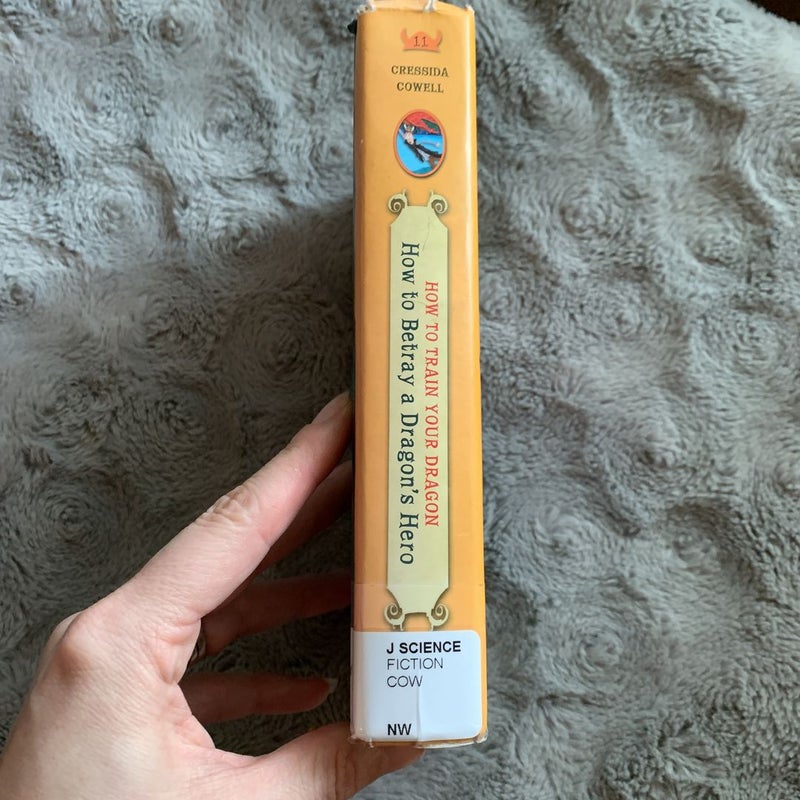 11
CRESSIDA
COWELL
HOW TO TRAIN YOUR DRAGON
How to Betray a Dragon's Hero
J SCIENCE
FICTION
COW
NW